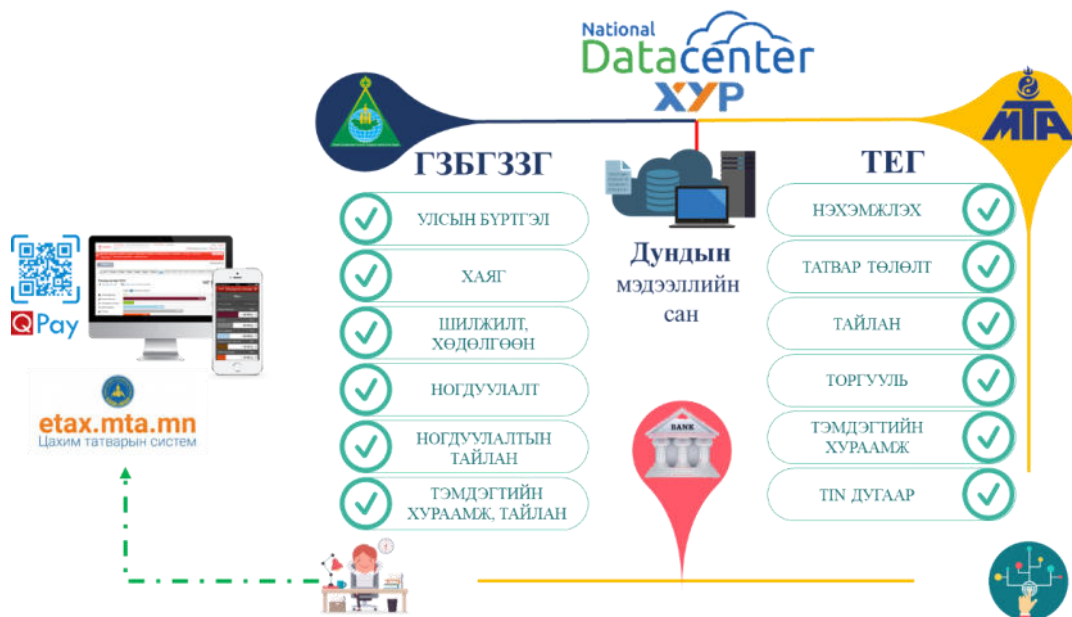 National
Datacenter
ХУР
МТА
ГЗБГЗЗГ
ТЕГ
УЛСЫН БҮРТГЭЛ
ХАЯГ
ШИЛЖИЛТ,
ХӨДӨЛГӨӨН
НОГДУУЛАЛТ
НОГДУУЛАЛТЫН
ТАЙЛАН
ТЭМДЭГТИЙН
ХУРААМЖ, ТАЙЛАН
Дундын
мэдээллийн
сан
BANK
НЭХЭМЖЛЭХ
ТАТВАР ТӨЛӨЛТ
ТАЙЛАН
ТОРГУУЛЬ
ТЭМДЭГТИЙН
ХУРААМЖ
TIN ДУГААР
QPay
etax.mta.mn
Цахим татварын систем